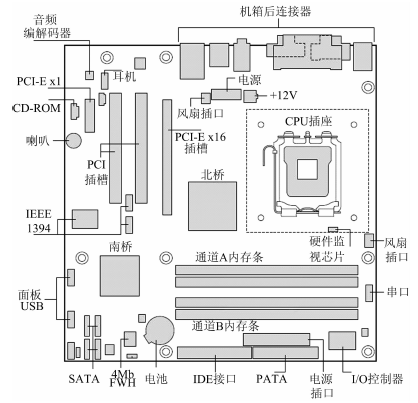 音频
编解码器
机箱后连接器
PCI-E x1
耳机
电源
CD-ROM
风扇插口
+12V
喇叭
PCI
插槽
PCI-E x16
插槽
CPU插座
北桥
IEEE
1394
硬件监
视芯片
风扇
插口
南桥
通道A内存条
面板
USB
串口
通道B内存条
SATA
4Mb
FWH
电池
IDE接口
PATA
电源
插口
I/O控制器